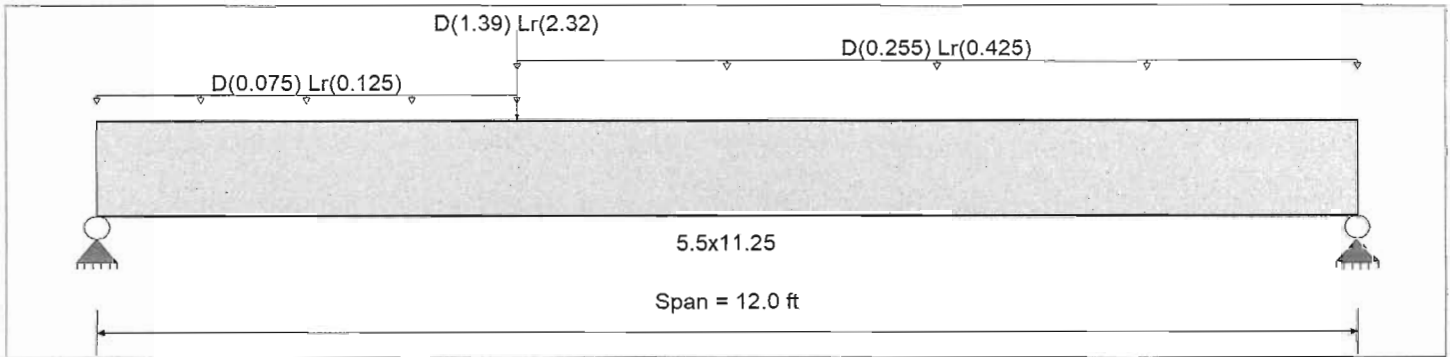 D(1.39) Lr(2.32)
D(0.255) Lr(0.425)
D(0.075) Lr(0.125)
5.5x11.25
Span = 12.0 ft